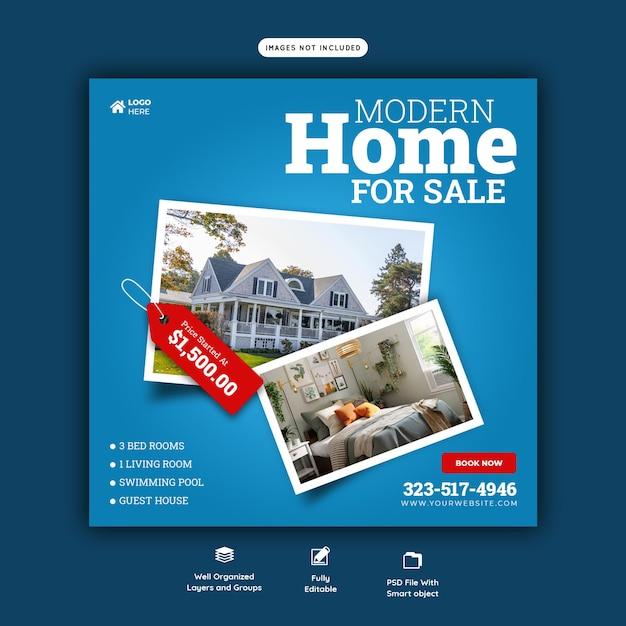 IMAGES NOT INCLUDED
LOGO
HERE
MODERN
Home
FOR SALE
Price Started At
$1,500.00
3 BED ROOMS
1 LIVING ROOM
SWIMMING POOL
GUEST HOUSE
BOOK NOW
323-517-4946
WWW.YOURWEBSITE.COM
Well Organized
Layers and Groups
Fully
Editable
PSD File With
Smart object